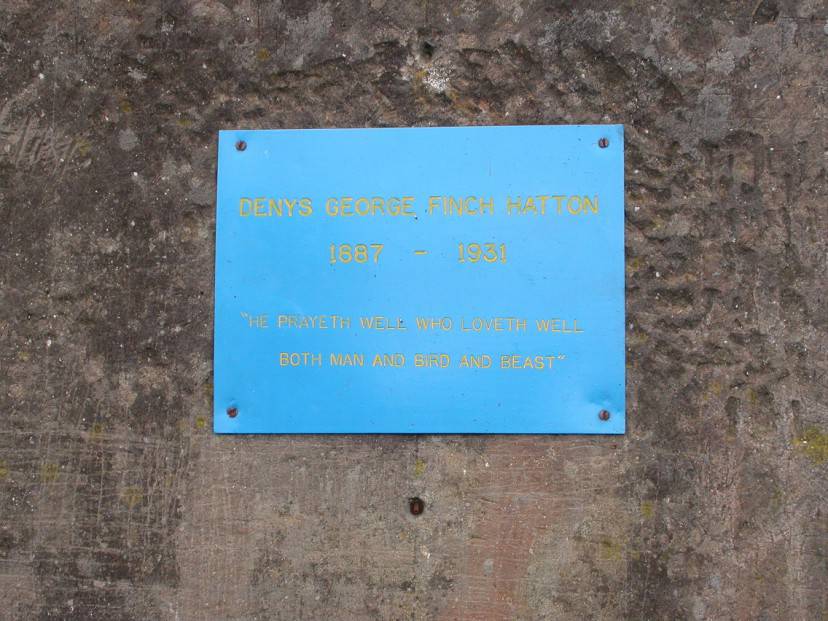 DENYS GEORGE FINCH HATTON
1887 - 1931
"HE PRAYETH WELL WHO LOVETH WELL
BOTH MAN AND BIRD AND BEAST"